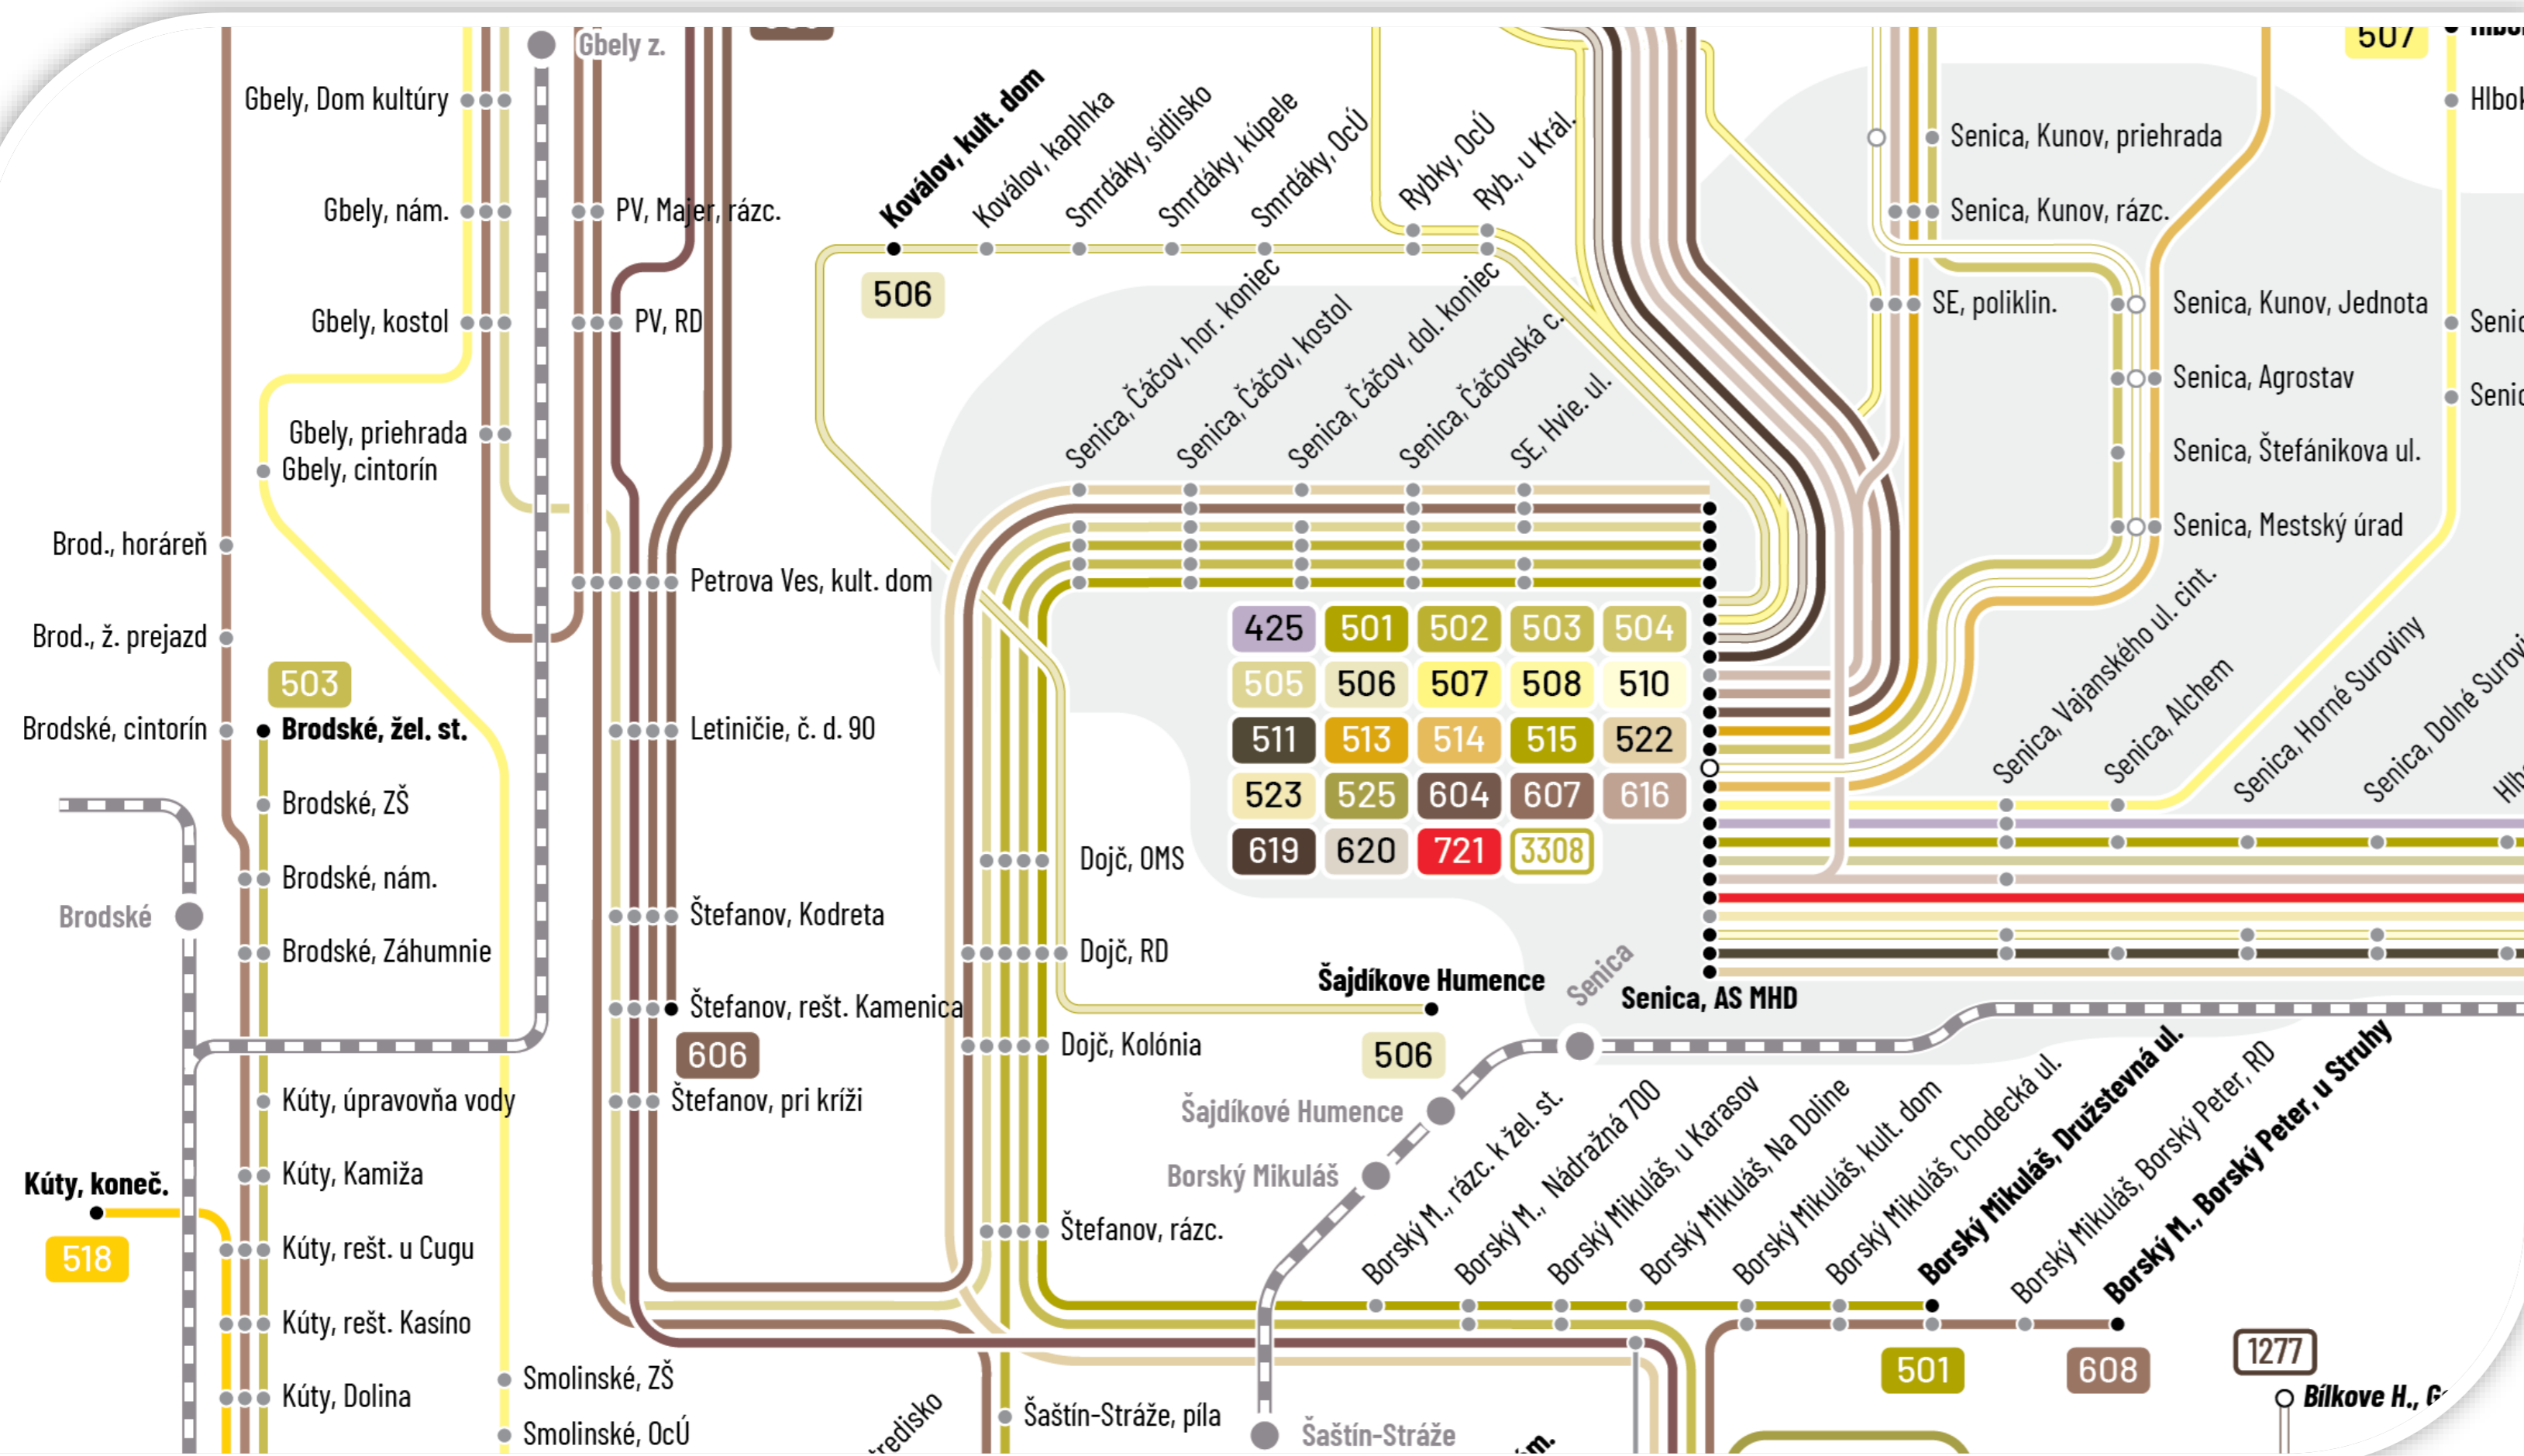 Gbely z.
507
Gbely, Dom kultúry
Gbely, nám.
Gbely, kostol
Gbely, priehrada
Gbely, cintorín
PV, Majer, rázc.
PV, RD
Koválov, kult. dom
Koválov, kaplnka
Smrdáky, sídlisko
Smrdáky, kúpele
Smrdáky, OcÚ
Rybky, OcÚ
Ryb., u Král.
506
Senica, Kunov, priehrada
Senica, Kunov, rázc.
SE, poliklin.
Senica, Kunov, Jednota
Senica, Agrostav
Senica, Štefánikova ul.
Senica, Mestský úrad
Senica, Čáčov, hor. koniec
Senica, Čáčov, kostol
Senica, Čáčov, dol. koniec
Senica, Čáčovská c.
SE, Hvie. ul.
Brod., horáreň
Brod., ž. prejazd
Brodské, cintorín
503
Brodské, žel. st.
Brodské, ZŠ
Brodské, nám.
Brodské, Záhumnie
Brodské
Petrova Ves, kult. dom
Letiničie, č. d. 90
Štefanov, Kodreta
Štefanov, rešt. Kamenica
606
Štefanov, pri kríži
425 501 502 503 504
505 506 507 508 510
511 513 514 515 522
523 525 604 607 616
619 620 721 3308
Senica, Vajanského ul. cint.
Senica, Alchem
Senica, Horné Suroviny
Senica, Dolné
Dojč, OMS
Dojč, RD
Dojč, Kolónia
Štefanov, rázc.
Šajdíkove Humence
506
Senica
Senica, AS MHD
Šajdíkové Humence
Borský Mikuláš
Kúty, úpravovňa vody
Kúty, Kamiža
Kúty, koneč.
518
Kúty, rešt. u Cugu
Kúty, rešt. Kasíno
Kúty, Dolina
Smolinské, ZŠ
Smolinské, OcÚ
Borský M., rázc. k žel. st.
Borský M., Nádražná 700
Borský Mikuláš, u Karasov
Borský Mikuláš, Na Doline
Borský Mikuláš, kult. dom
Borský Mikuláš, Chodecká ul.
Borský Mikuláš, Družstevná ul.
Borský Mikuláš, Borský Peter, RD
Borský M., Borský Peter, u Struhy
501
608
1277
Bílkove H.,
Šaštín-Stráže, píla
Šaštín-Stráže